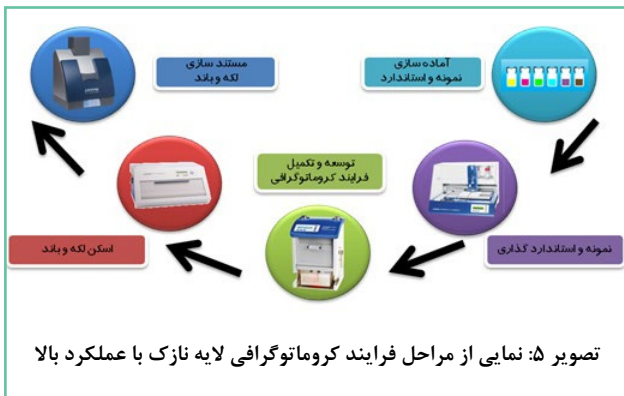 آماده سازی
نمونه و استاندارد
مستند سازی
لکه و باند
توسعه و تکمیل
فرایند کروماتوگرافی
نمونه و استاندارد گذاری
اسکن لکه و باند
تصویر ۵: نمایی از مراحل فرایند کروماتوگرافی لایه نازک با عملکرد بالا